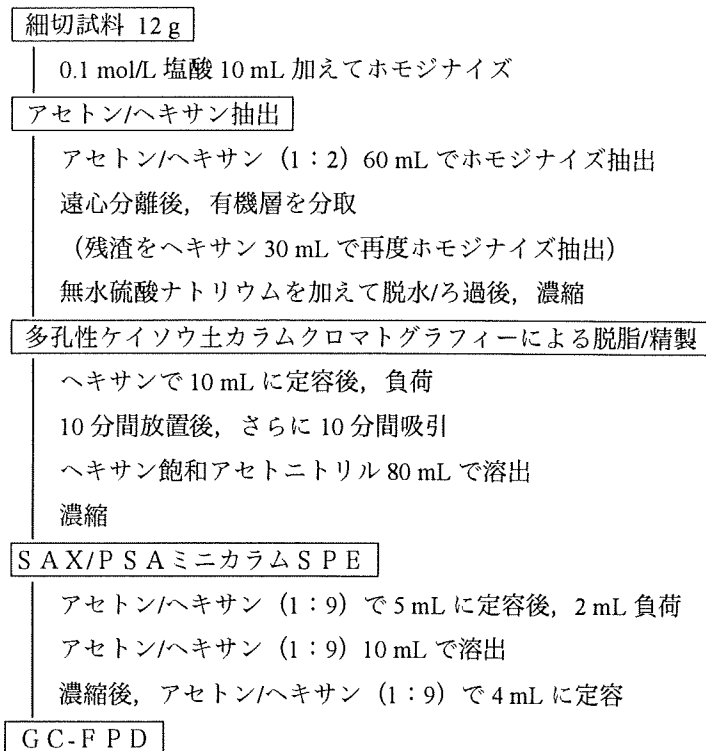 細切試料 12 g
0.1 mol/L 塩酸 10 mL 加えてホモジナイズ
アセトン/ヘキサン抽出
アセトン/ヘキサン（1：2）60 mL でホモジナイズ抽出
遠心分離後，有機層を分取
（残渣をヘキサン 30 mL で再度ホモジナイズ抽出）
無水硫酸ナトリウムを加えて脱水/ろ過後，濃縮
多孔性ケイソウ土カラムクロマトグラフィーによる脱脂/精製
ヘキサンで 10 mL に定容後，負荷
10 分間放置後，さらに 10 分間吸引
ヘキサン飽和アセトニトリル 80 mL で溶出
濃縮
ＳＡＸ/ＰＳＡミニカラムＳＰＥ
アセトン/ヘキサン（1：9）で 5 mL に定容後，2 mL 負荷
アセトン/ヘキサン（1：9）10 mL で溶出
濃縮後，アセトン/ヘキサン（1：9）で 4 mL に定容
ＧＣ-ＦＰＤ